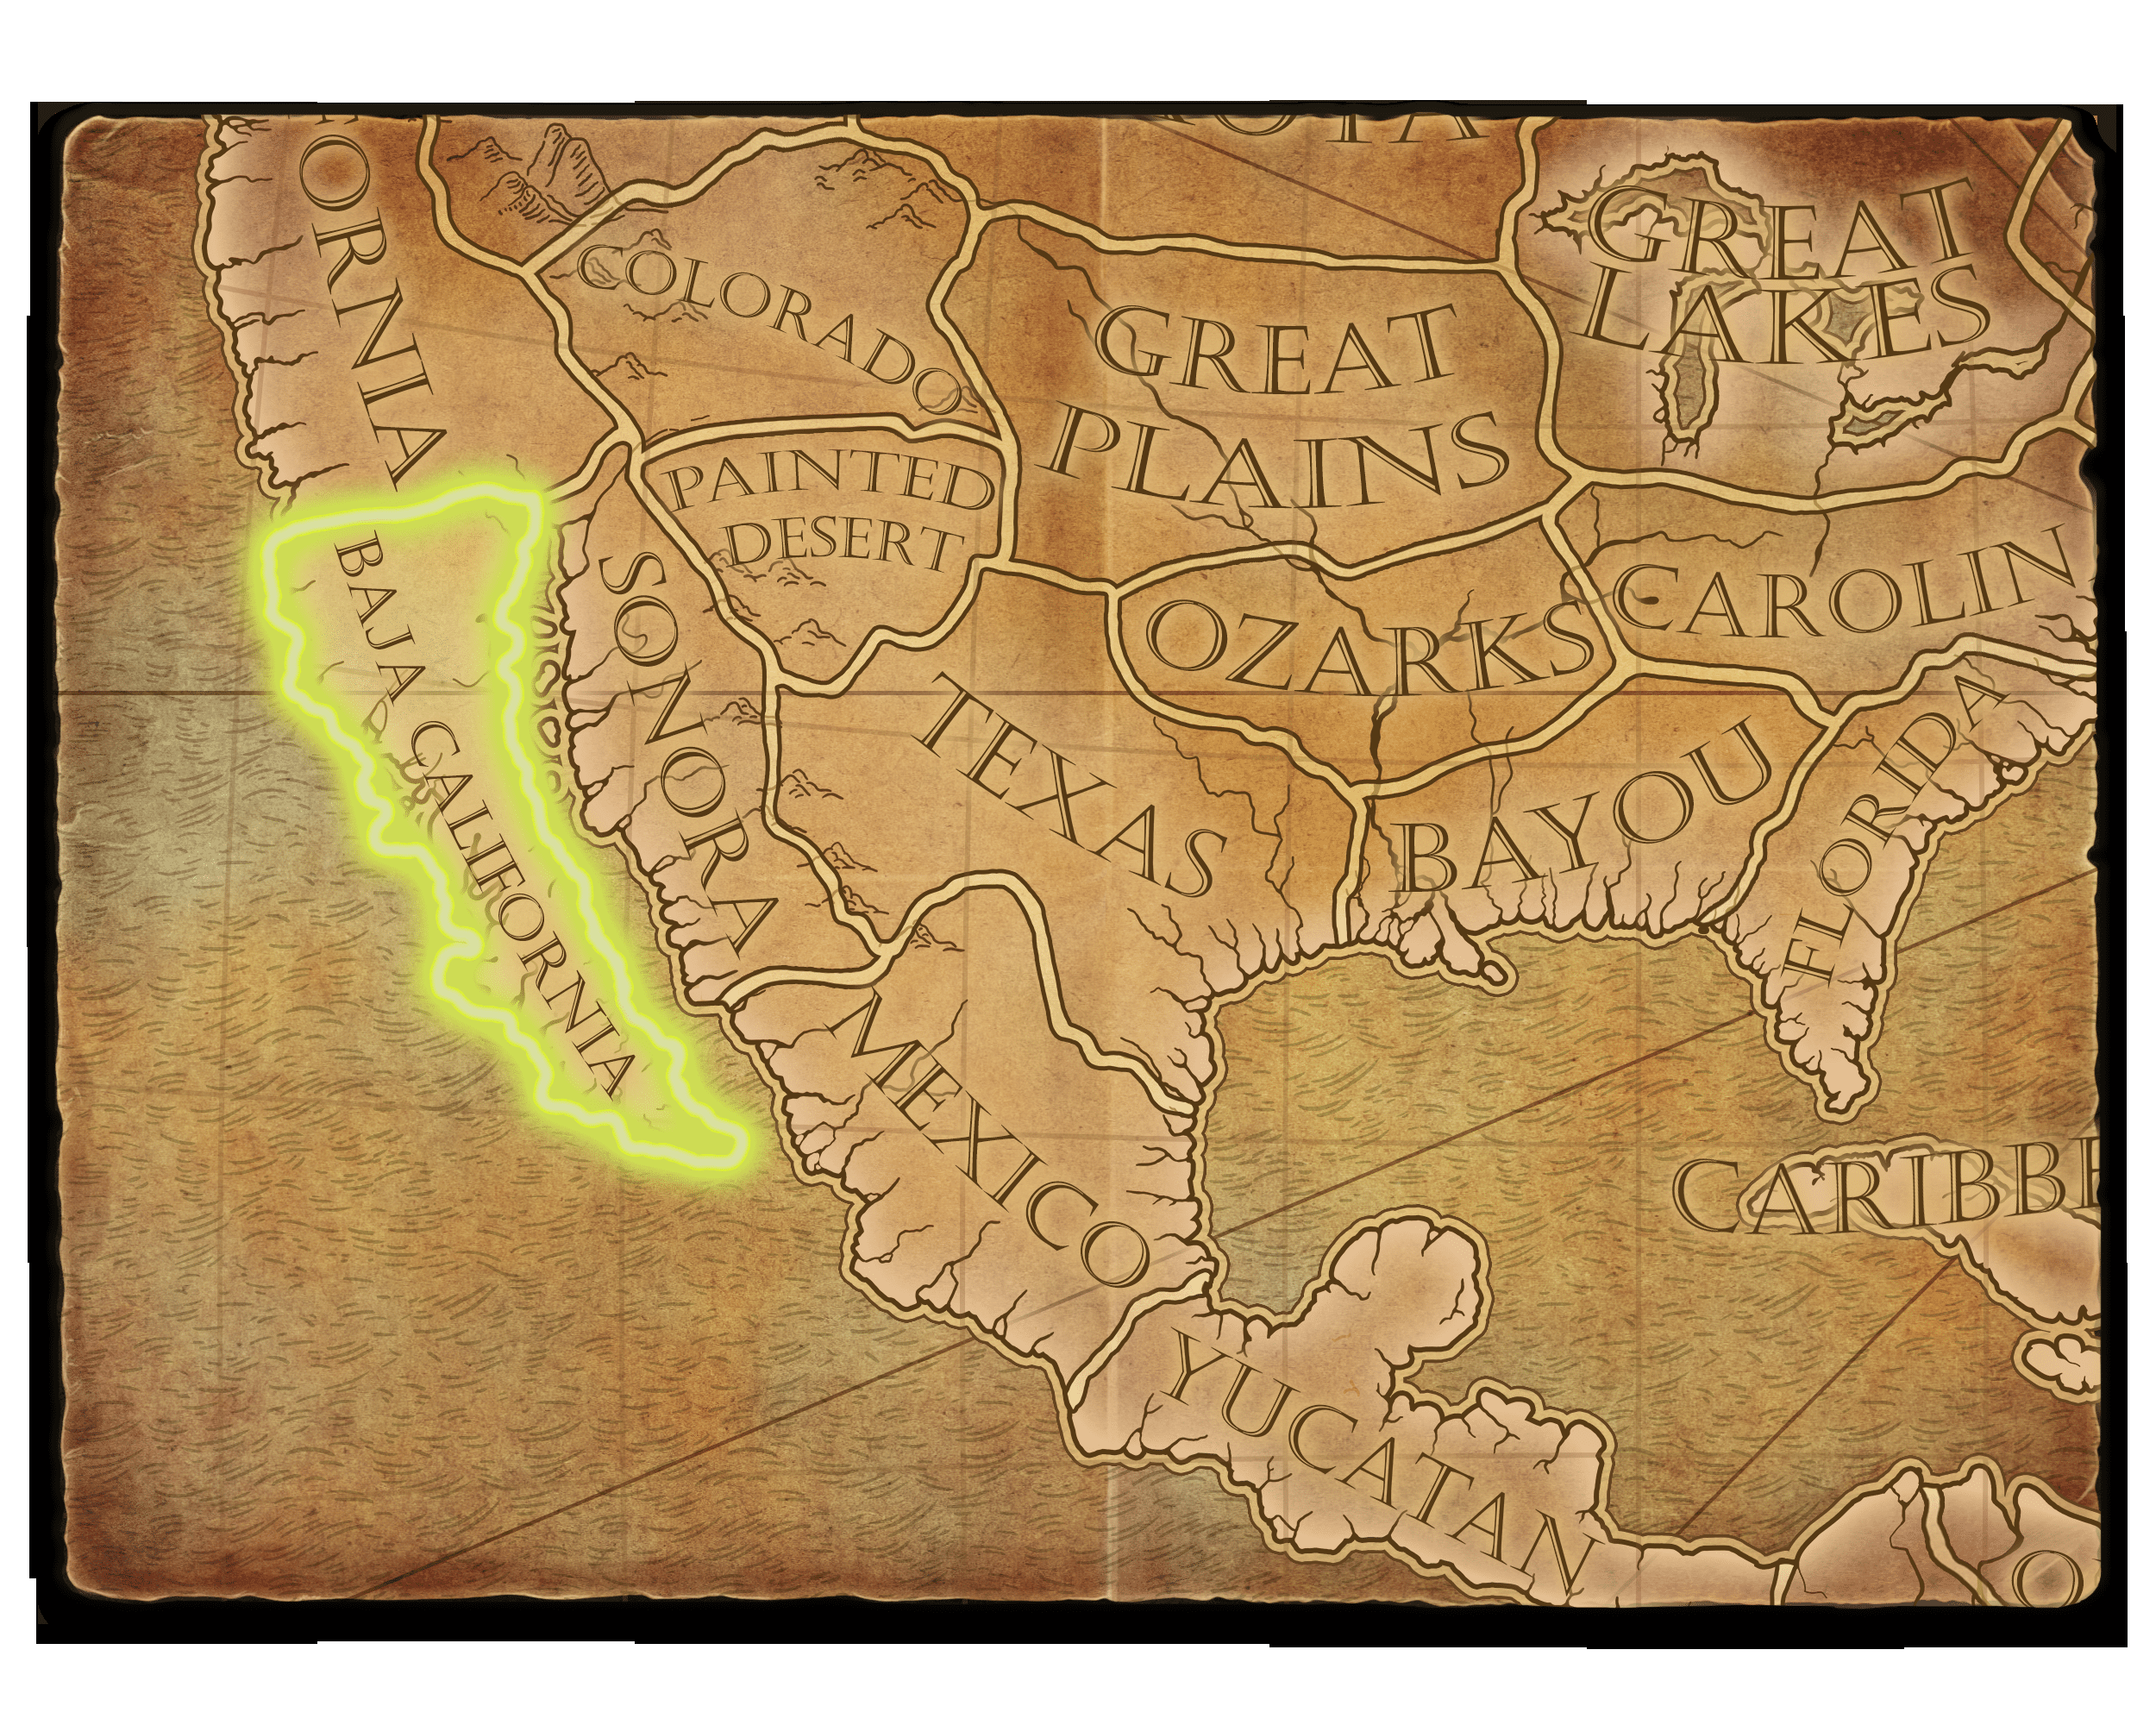 ORNIA
COLORADO
GREAT
PLAINS
GREAT
LAKES
PAINTED
DESERT
BAJA CALIFORNIA
SONORA
OZARKS
CAROLIN
TEXAS
BAYOU
FLORIDA
MEXICO
CARIBBE
YUCATAN
O